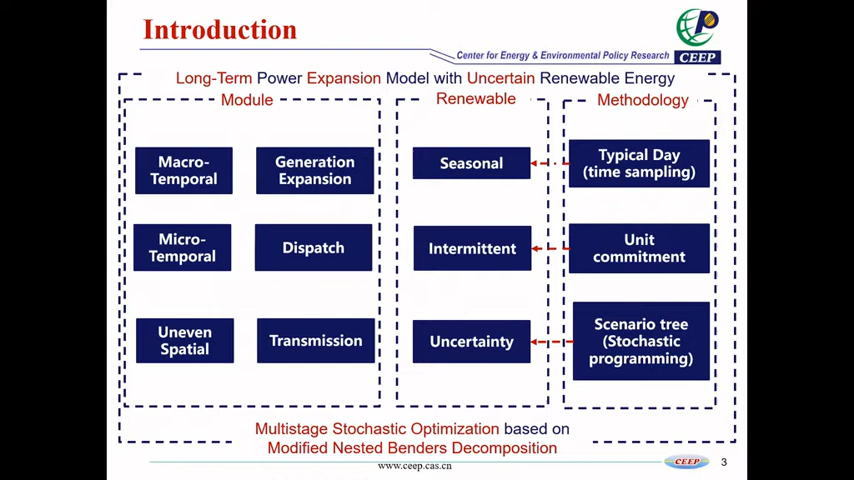 Introduction
Center for Energy & Environmental Policy Research
CEEP
Long-Term Power Expansion Model with Uncertain Renewable Energy
Module
Renewable
Methodology
Macro-
Temporal
Generation
Expansion
Seasonal
Typical Day
(time sampling)
Micro-
Temporal
Dispatch
Intermittent
Unit
commitment
Uneven
Spatial
Transmission
Uncertainty
Scenario tree
(Stochastic
programming)
Multistage Stochastic Optimization based on
Modified Nested Benders Decomposition
www.ceep.cas.cn
CEEP
3